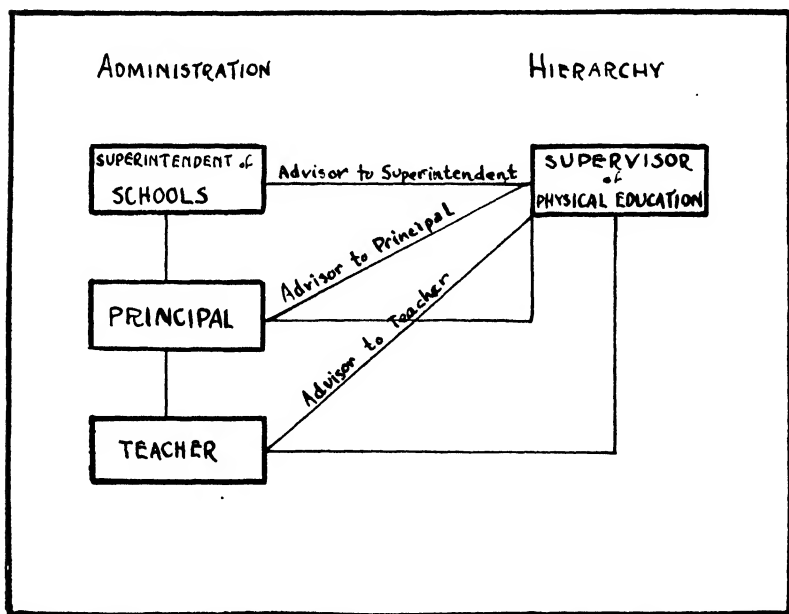 ADMINISTRATION HIERARCHY
SUPERINTENDENT of
SCHOOLS
Advisor to Superintendent
SUPERVISOR
of
PHYSICAL EDUCATION
Advisor to Principal
PRINCIPAL
Advisor to Teacher
TEACHER